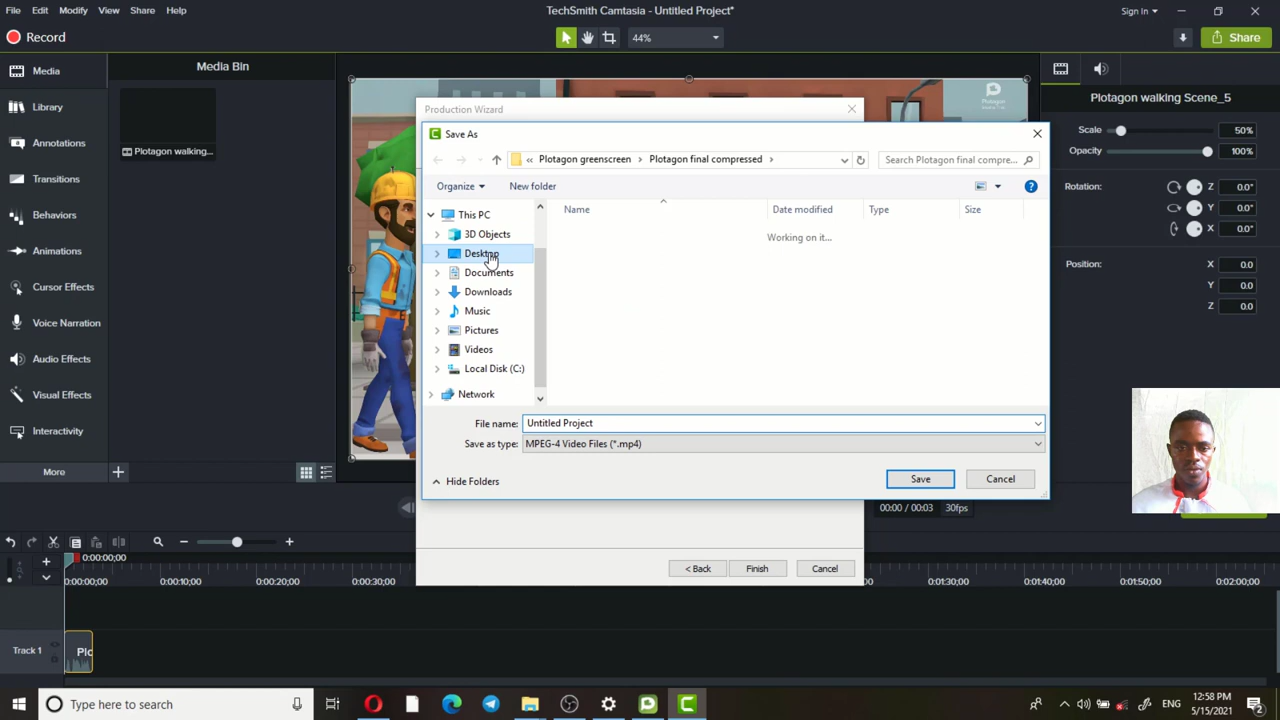 File Edit Modify View Share Help
TechSmith Camtasia - Untitled Project*
Sign In
Record
44%
Share
Media
Library
Annotations
Transitions
Behaviors
Animations
Cursor Effects
Voice Narration
Audio Effects
Visual Effects
Interactivity
More
Media Bin
Plotagon walking...
Plotagon
Production Wizard
Save As
Plotagon greenscreen
Plotagon final compressed
Search Plotagon final compre...
Organize
New folder
This PC
3D Objects
Desktop
Documents
Downloads
Music
Pictures
Videos
Local Disk (C:)
Network
Name
Date modified
Type
Size
Working on it...
File name: Untitled Project
Save as type: MPEG-4 Video Files (*.mp4)
Hide Folders
Save
Cancel
< Back
Finish
Cancel
Plotagon walking Scene_5
Scale 50%
Opacity 100%
Rotation: Z 0.0°
Y 0.0°
X 0.0°
Position: X 0.0
Y 0.0
Z 0.0
00:00 / 00:03 30fps
0:00:00;00
0:00:00;00 0:00:10;00 0:00:20;00 0:00:30;00 0:01:30;00 0:01:40;00 0:01:50;00 0:02:00;00
Track 1
Plo
Type here to search
ENG
12:58 PM
5/15/2021
2